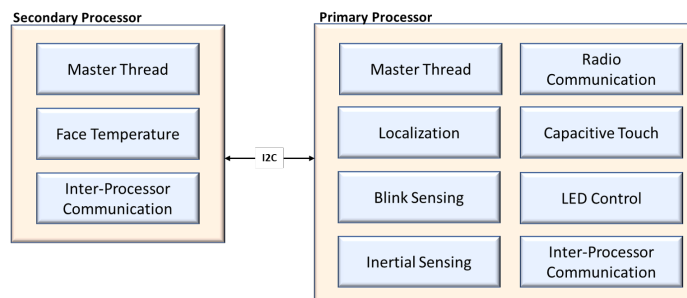 Secondary Processor
Master Thread
Face Temperature
Inter-Processor
Communication
I2C
Primary Processor
Master Thread
Radio
Communication
Localization
Capacitive Touch
Blink Sensing
LED Control
Inertial Sensing
Inter-Processor
Communication